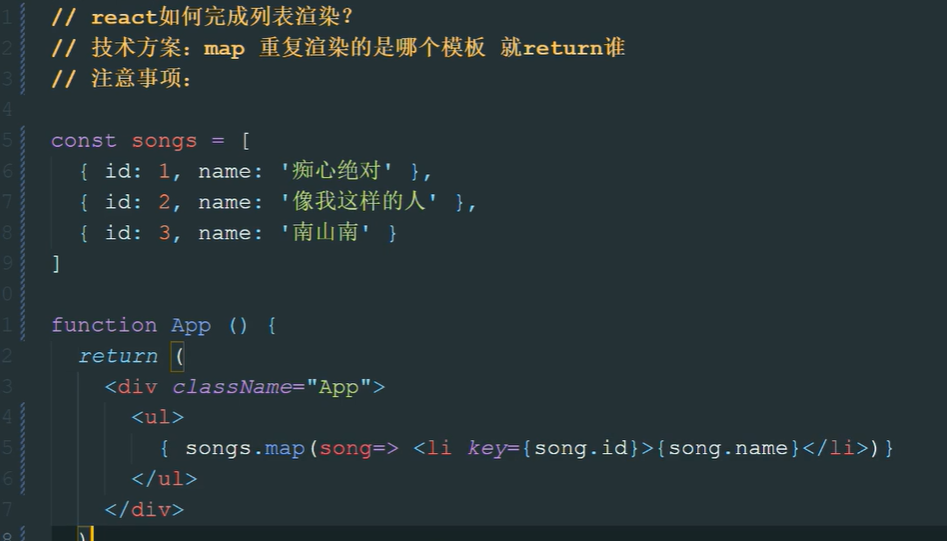 1 // react如何完成列表渲染?
2 // 技术方案: map 重复渲染的是哪个模板 就return谁
3 // 注意事项:
4
5 const songs = [
6 { id: 1, name: '痴心绝对' },
7 { id: 2, name: '像我这样的人' },
8 { id: 3, name: '南山南' }
9 ]
0
1 function App () {
2 return (
3 <div className="App">
4 <ul>
5 { songs.map(song=> <li key={song.id}>{song.name}</li>)}
6 </ul>
7 </div>
8 )